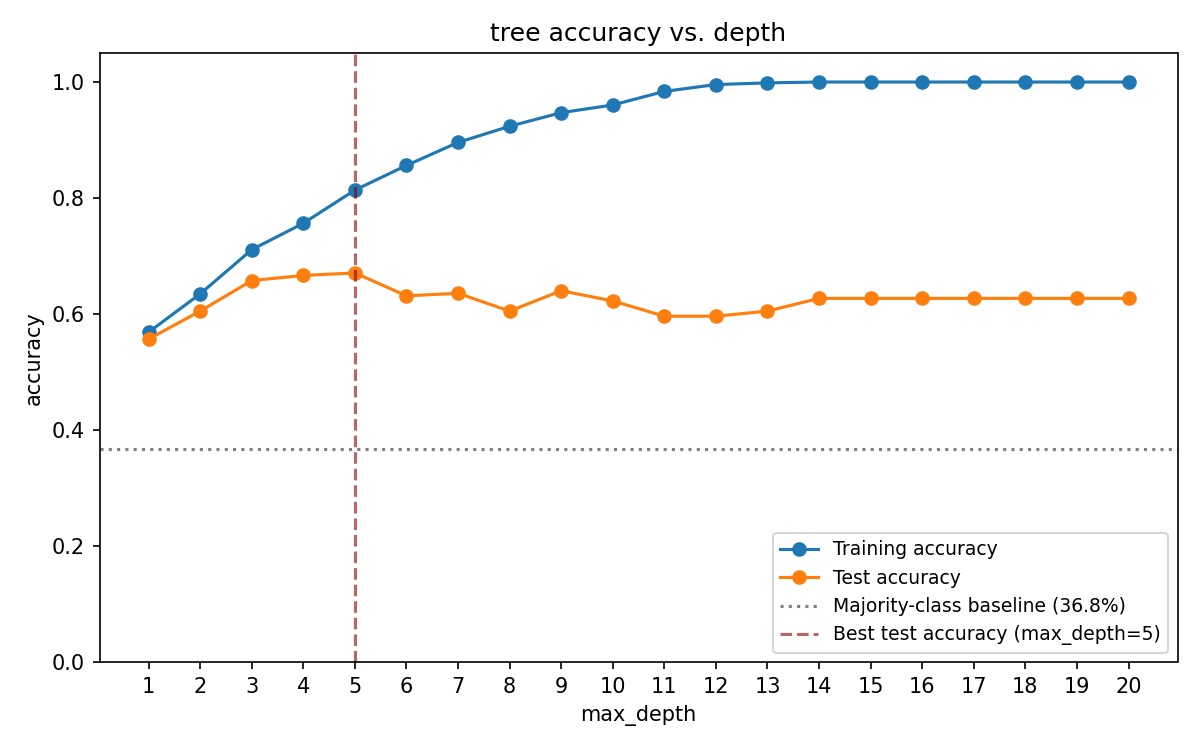 tree accuracy vs. depth
accuracy
1.0
0.8
0.6
0.4
0.2
0.0
Training accuracy
Test accuracy
Majority-class baseline (36.8%)
Best test accuracy (max_depth=5)
1 2 3 4 5 6 7 8 9 10 11 12 13 14 15 16 17 18 19 20
max_depth